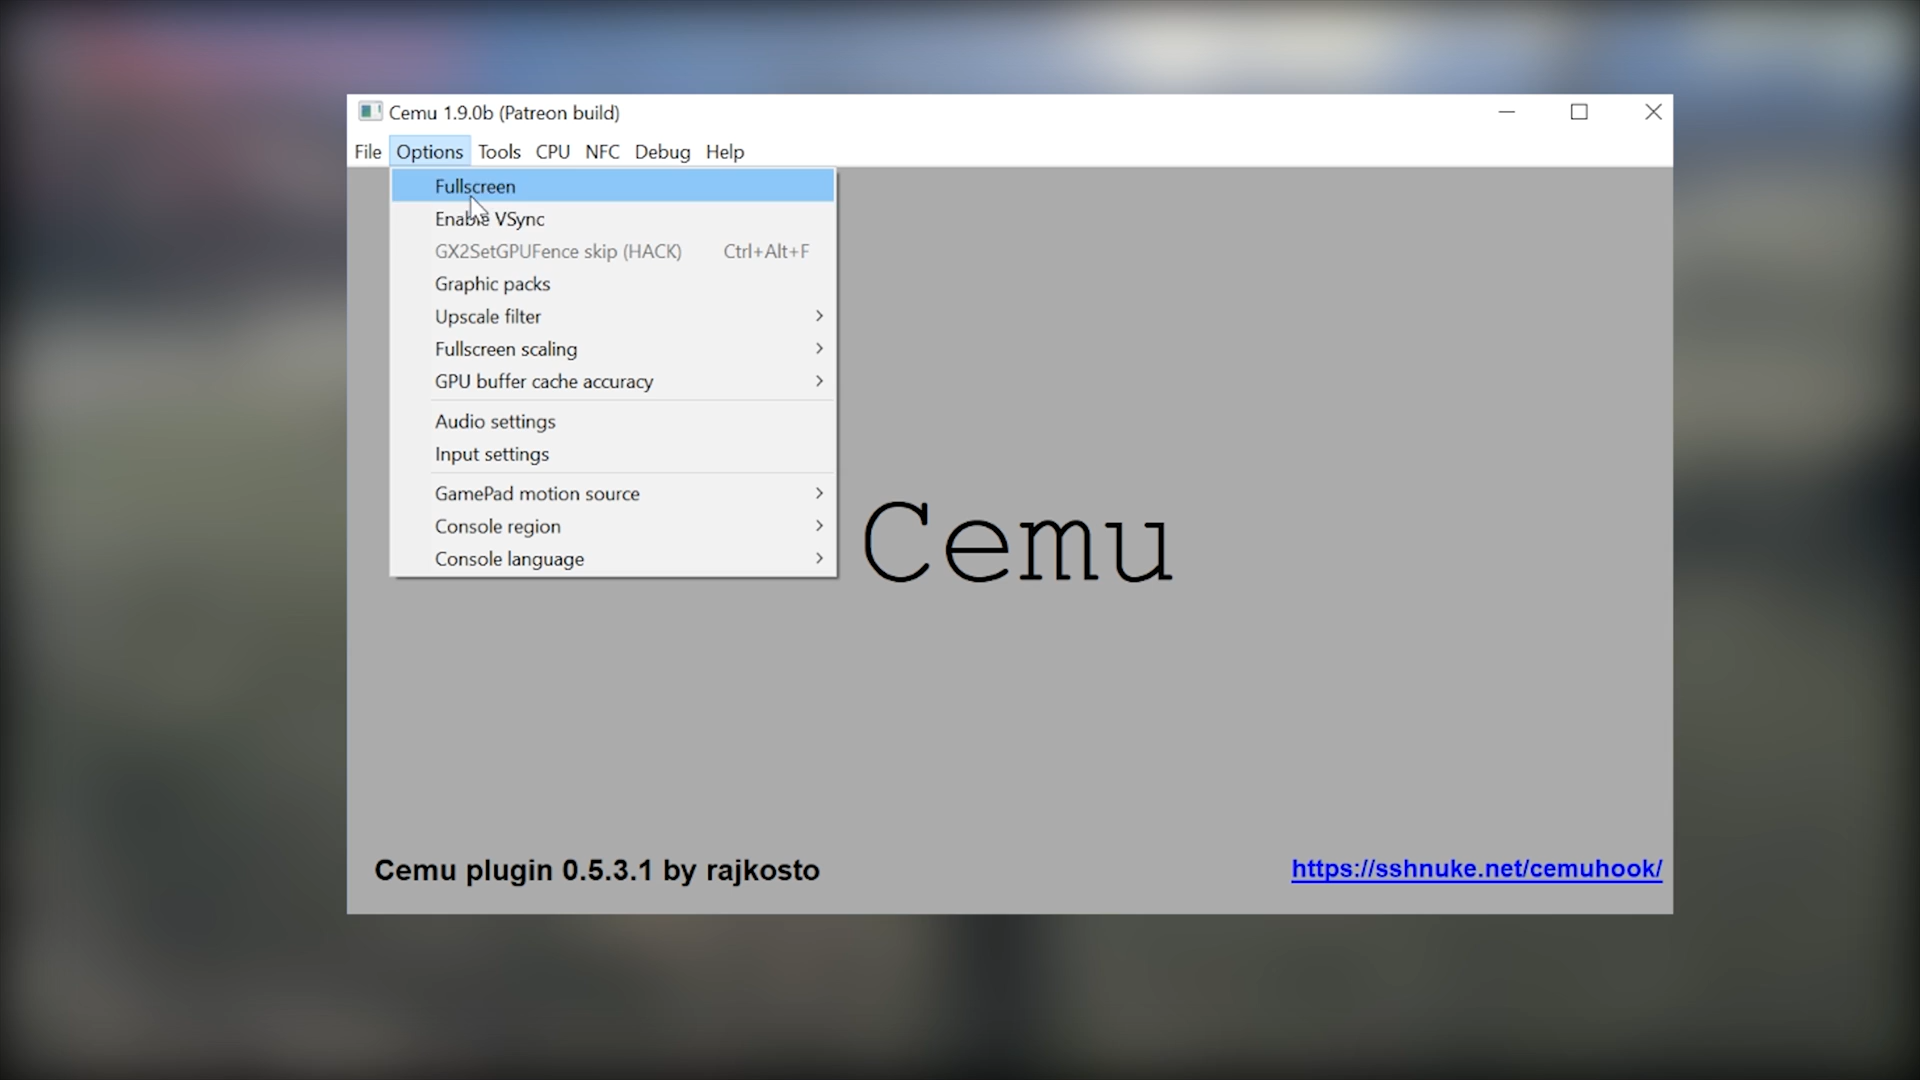 Cemu 1.9.0b (Patreon build)
File Options Tools CPU NFC Debug Help
Fullscreen
Enable VSync
GX2SetGPUFence skip (HACK) Ctrl+Alt+F
Graphic packs
Upscale filter
Fullscreen scaling
GPU buffer cache accuracy
Audio settings
Input settings
GamePad motion source
Console region
Console language
Cemu
Cemu plugin 0.5.3.1 by rajkosto
https://sshnuke.net/cemuhook/